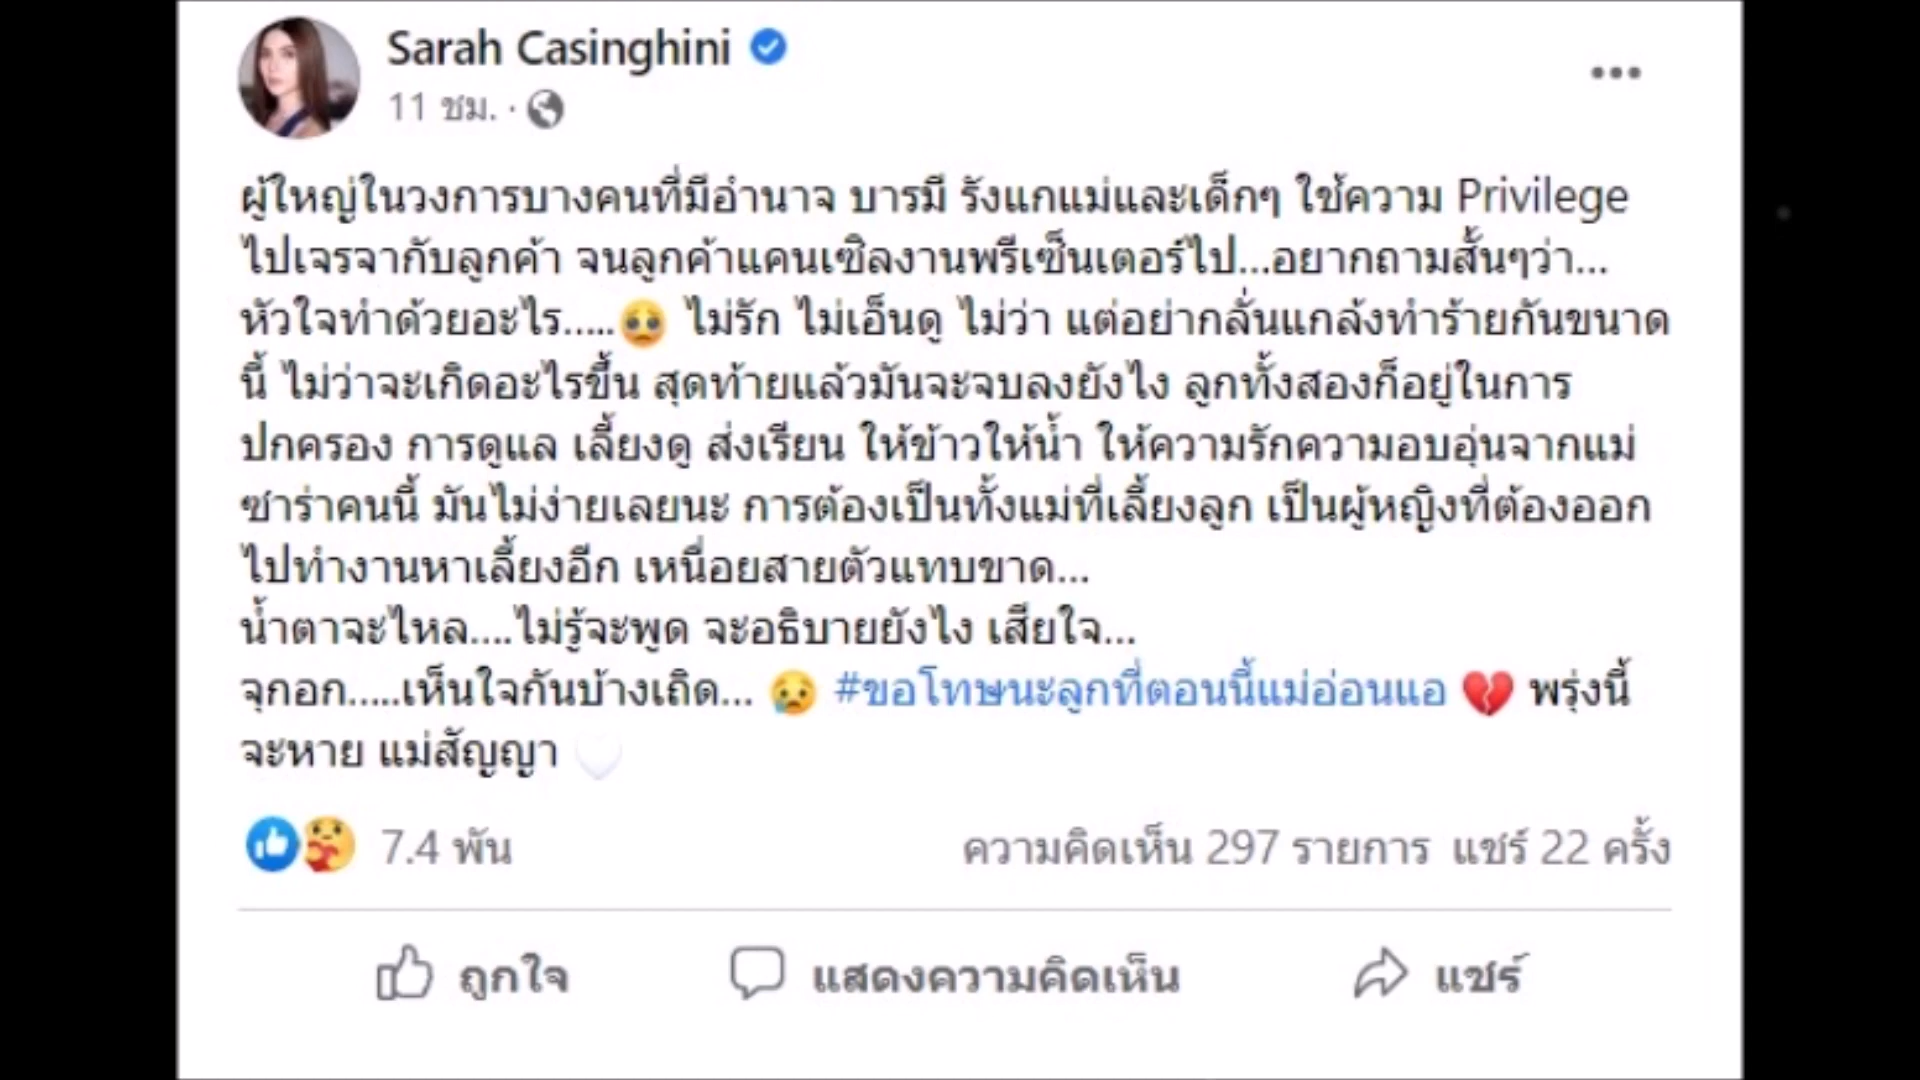 Sarah Casinghini
11 ชม. ·
ผู้ใหญ่ในวงการบางคนที่มีอำนาจ บารมี รังแกแม่และเด็กๆ ใช้ความ Privilege
ไปเจรจากับลูกค้า จนลูกค้าแคนเซิลงานพรีเซ็นเตอร์ไป...อยากถามสั้นๆว่า...
หัวใจทำด้วยอะไร.....🥺 ไม่รัก ไม่เอ็นดู ไม่ว่า แต่อย่ากลั่นแกล้งทำร้ายกันขนาด
นี้ ไม่ว่าจะเกิดอะไรขึ้น สุดท้ายแล้วมันจะจบลงยังไง ลูกทั้งสองก็อยู่ในการ
ปกครอง การดูแล เลี้ยงดู ส่งเรียน ให้ข้าวให้น้ำ ให้ความรักความอบอุ่นจากแม่
ซาร่าคนนี้ มันไม่ง่ายเลยนะ การต้องเป็นทั้งแม่ที่เลี้ยงลูก เป็นผู้หญิงที่ต้องออก
ไปทำงานหาเลี้ยงอีก เหนื่อยสายตัวแทบขาด...
น้ำตาจะไหล....ไม่รู้จะพูด จะอธิบายยังไง เสียใจ...
จุกอก.....เห็นใจกันบ้างเถิด... 😢 #ขอโทษนะลูกที่ตอนนี้แม่อ่อนแอ 💔 พรุ่งนี้
จะหาย แม่สัญญา 🤍
7.4 พัน ความคิดเห็น 297 รายการ แชร์ 22 ครั้ง
ถูกใจ แสดงความคิดเห็น แชร์